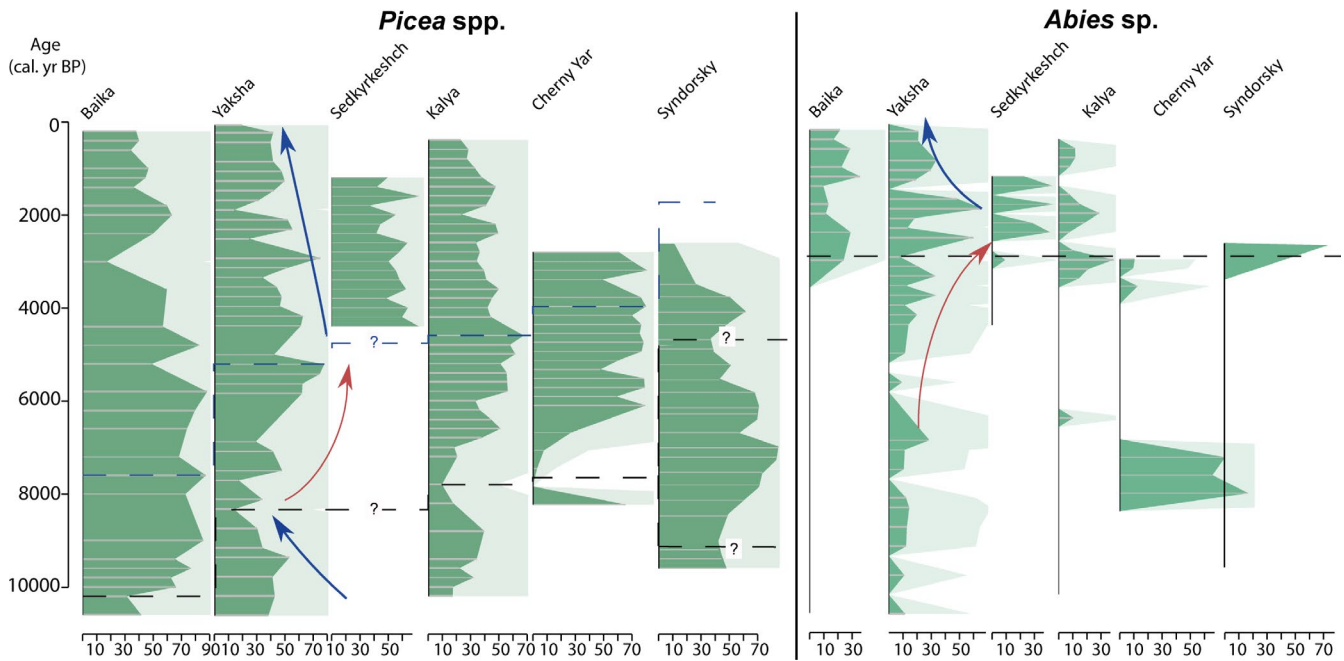 Picea spp.
Abies sp.
Age
(cal. yr BP)
Baika
Yaksha
Sedkyrkeshch
Kalya
Cherny Yar
Syndorsky
Baika
Yaksha
Sedkyrkeshch
Kalya
Cherny Yar
Syndorsky
0
2000
4000
?
?
6000
8000
?
?
10000
10 30 50 70 90
10 30 50 70
10 30 50
10 30 50 70
10 30 50 70
10 30 50 70
10 30
10 30 50
10 30
10 30
10 30 50
10 30 50 70